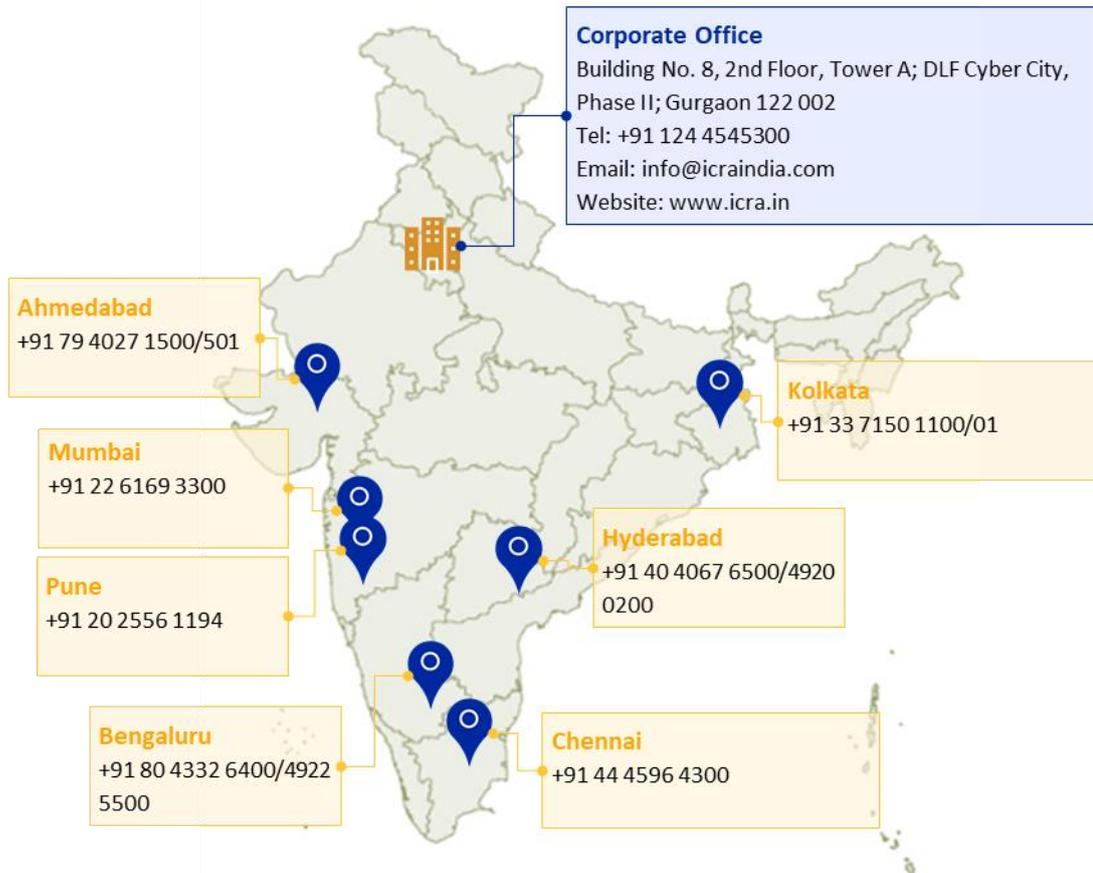 Corporate Office
Building No. 8, 2nd Floor, Tower A; DLF Cyber City,
Phase II; Gurgaon 122 002
Tel: +91 124 4545300
Email: info@icraindia.com
Website: www.icra.in
Ahmedabad
+91 79 4027 1500/501
Kolkata
+91 33 7150 1100/01
Mumbai
+91 22 6169 3300
Hyderabad
+91 40 4067 6500/4920
0200
Pune
+91 20 2556 1194
Bengaluru
+91 80 4332 6400/4922
5500
Chennai
+91 44 4596 4300